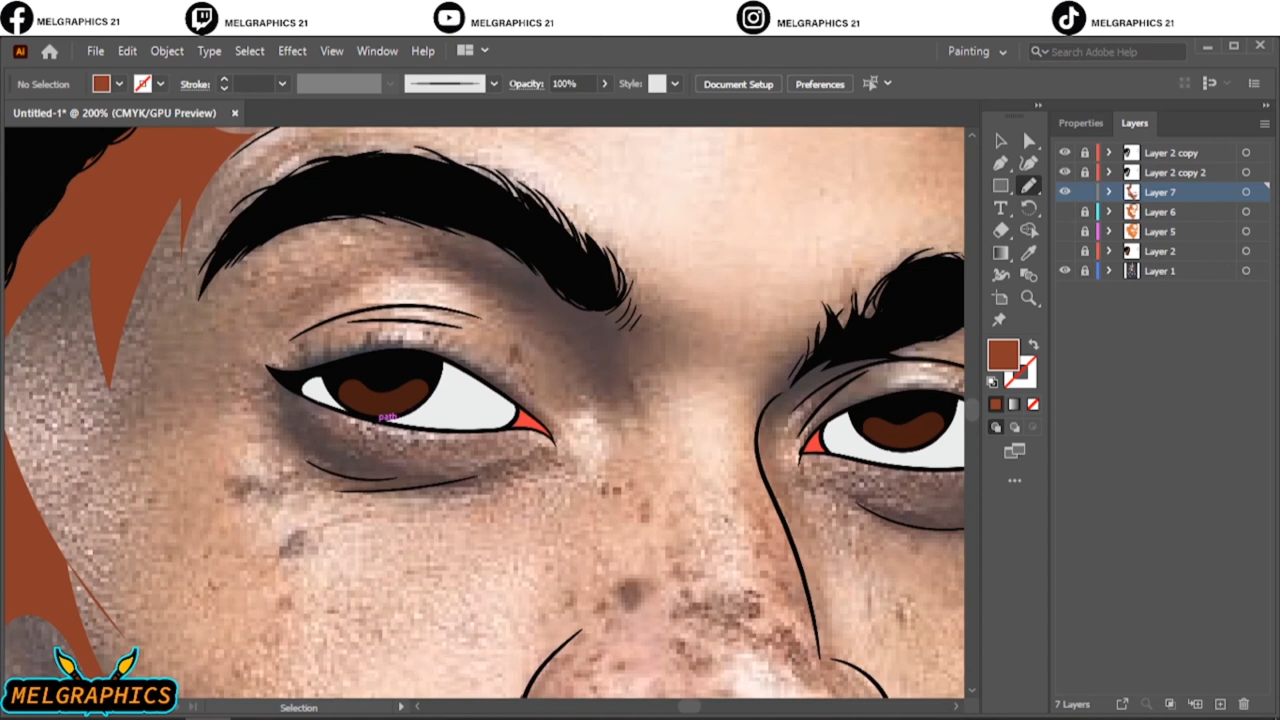 MELGRAPHICS 21
MELGRAPHICS 21
MELGRAPHICS 21
MELGRAPHICS 21
MELGRAPHICS 21
Ai File Edit Object Type Select Effect View Window Help Painting Search Adobe Help
No Selection Stroke: Opacity: 100% Style: Document Setup Preferences
Untitled-1* @ 200% (CMYK/GPU Preview)
Properties Layers
Layer 2 copy
Layer 2 copy 2
Layer 7
Layer 6
Layer 5
Layer 2
Layer 1
path
MELGRAPHICS
Selection
7 Layers